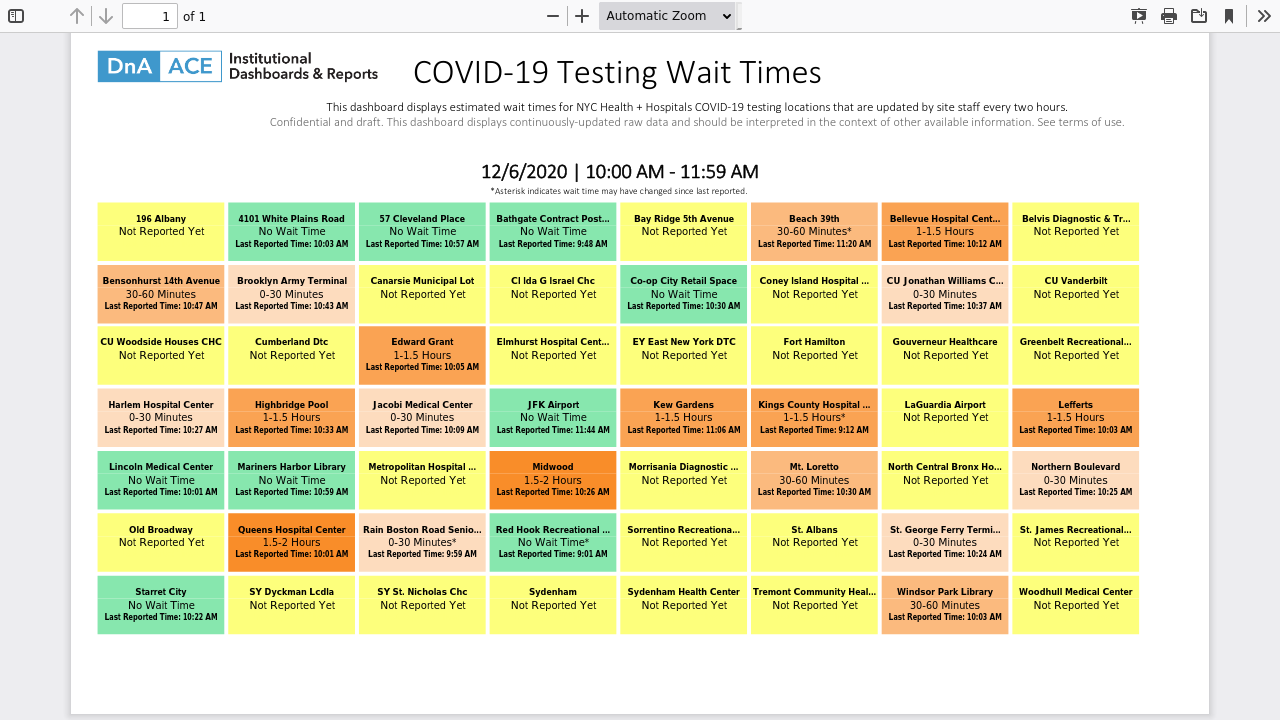 1 of 1
Automatic Zoom
DnA ACE Institutional
Dashboards & Reports
COVID-19 Testing Wait Times
This dashboard displays estimated wait times for NYC Health + Hospitals COVID-19 testing locations that are updated by site staff every two hours.
Confidential and draft. This dashboard displays continuously-updated raw data and should be interpreted in the context of other available information. See terms of use.
12/6/2020 | 10:00 AM - 11:59 AM
*Asterisk indicates wait time may have changed since last reported.
196 Albany
Not Reported Yet
4101 White Plains Road
No Wait Time
Last Reported Time: 10:03 AM
57 Cleveland Place
No Wait Time
Last Reported Time: 10:57 AM
Bathgate Contract Post...
No Wait Time
Last Reported Time: 9:48 AM
Bay Ridge 5th Avenue
Not Reported Yet
Beach 39th
30-60 Minutes*
Last Reported Time: 11:20 AM
Bellevue Hospital Cent...
1-1.5 Hours
Last Reported Time: 10:12 AM
Belvis Diagnostic & Tr...
Not Reported Yet
Bensonhurst 14th Avenue
30-60 Minutes
Last Reported Time: 10:47 AM
Brooklyn Army Terminal
0-30 Minutes
Last Reported Time: 10:43 AM
Canarsie Municipal Lot
Not Reported Yet
Cl Ida G Israel Chc
Not Reported Yet
Co-op City Retail Space
No Wait Time
Last Reported Time: 10:30 AM
Coney Island Hospital ...
Not Reported Yet
CU Jonathan Williams C...
0-30 Minutes
Last Reported Time: 10:37 AM
CU Vanderbilt
Not Reported Yet
CU Woodside Houses CHC
Not Reported Yet
Cumberland Dtc
Not Reported Yet
Edward Grant
1-1.5 Hours
Last Reported Time: 10:05 AM
Elmhurst Hospital Cent...
Not Reported Yet
EY East New York DTC
Not Reported Yet
Fort Hamilton
Not Reported Yet
Gouverneur Healthcare
Not Reported Yet
Greenbelt Recreational...
Not Reported Yet
Harlem Hospital Center
0-30 Minutes
Last Reported Time: 10:27 AM
Highbridge Pool
1-1.5 Hours
Last Reported Time: 10:33 AM
Jacobi Medical Center
0-30 Minutes
Last Reported Time: 10:09 AM
JFK Airport
No Wait Time
Last Reported Time: 11:44 AM
Kew Gardens
1-1.5 Hours
Last Reported Time: 11:06 AM
Kings County Hospital ...
1-1.5 Hours*
Last Reported Time: 9:12 AM
LaGuardia Airport
Not Reported Yet
Lefferts
1-1.5 Hours
Last Reported Time: 10:03 AM
Lincoln Medical Center
No Wait Time
Last Reported Time: 10:01 AM
Mariners Harbor Library
No Wait Time
Last Reported Time: 10:59 AM
Metropolitan Hospital ...
Not Reported Yet
Midwood
1.5-2 Hours
Last Reported Time: 10:26 AM
Morrisania Diagnostic ...
Not Reported Yet
Mt. Loretto
30-60 Minutes
Last Reported Time: 10:30 AM
North Central Bronx Ho...
Not Reported Yet
Northern Boulevard
0-30 Minutes
Last Reported Time: 10:25 AM
Old Broadway
Not Reported Yet
Queens Hospital Center
1.5-2 Hours
Last Reported Time: 10:01 AM
Rain Boston Road Senio...
0-30 Minutes*
Last Reported Time: 9:59 AM
Red Hook Recreational ...
No Wait Time*
Last Reported Time: 9:01 AM
Sorrentino Recreationa...
Not Reported Yet
St. Albans
Not Reported Yet
St. George Ferry Termi...
0-30 Minutes
Last Reported Time: 10:24 AM
St. James Recreational...
Not Reported Yet
Starret City
No Wait Time
Last Reported Time: 10:22 AM
SY Dyckman Lcdla
Not Reported Yet
SY St. Nicholas Chc
Not Reported Yet
Sydenham
Not Reported Yet
Sydenham Health Center
Not Reported Yet
Tremont Community Heal...
Not Reported Yet
Windsor Park Library
30-60 Minutes
Last Reported Time: 10:03 AM
Woodhull Medical Center
Not Reported Yet